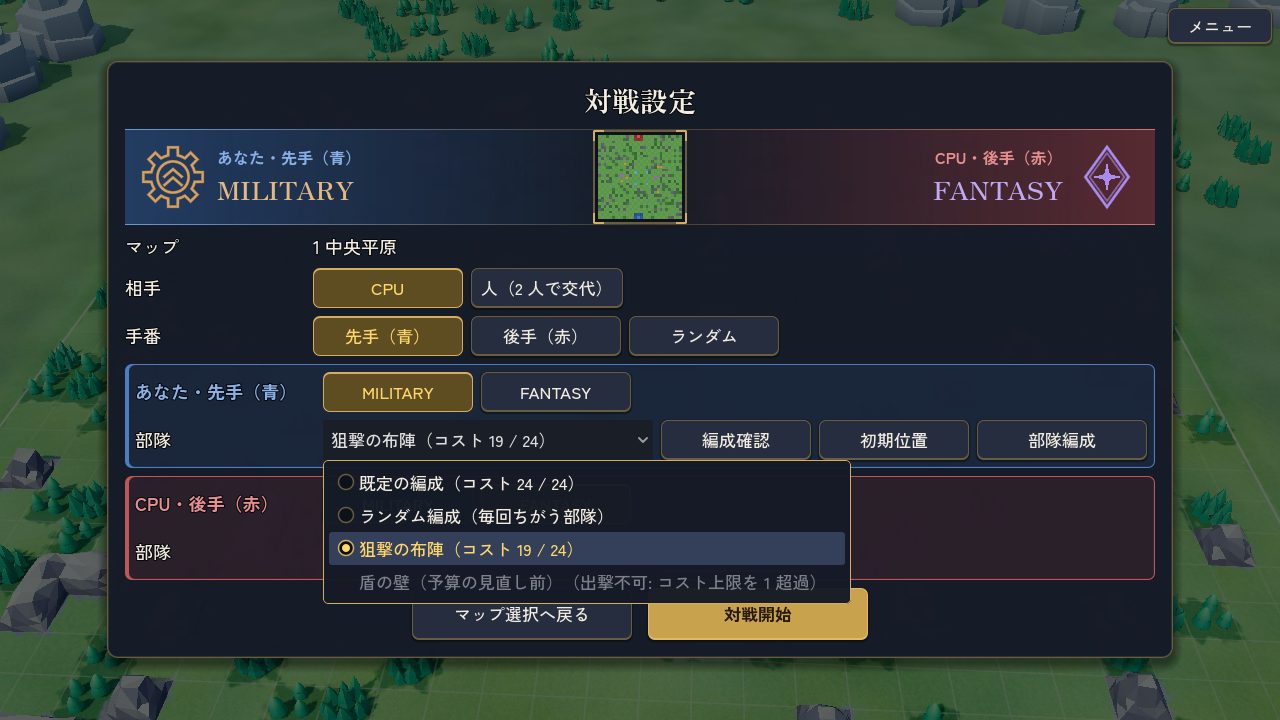 メニュー
対戦設定
あなた・先手（青）
MILITARY
CPU・後手（赤）
FANTASY
マップ
1 中央平原
相手
CPU
人（2 人で交代）
手番
先手（青）
後手（赤）
ランダム
あなた・先手（青）
MILITARY
FANTASY
部隊
狙撃の布陣（コスト 19 / 24）
編成確認
初期位置
部隊編成
既定の編成（コスト 24 / 24）
ランダム編成（毎回ちがう部隊）
狙撃の布陣（コスト 19 / 24）
盾の壁（予算の見直し前）（出撃不可: コスト上限を 1 超過）
CPU・後手（赤）
部隊
マップ選択へ戻る
対戦開始